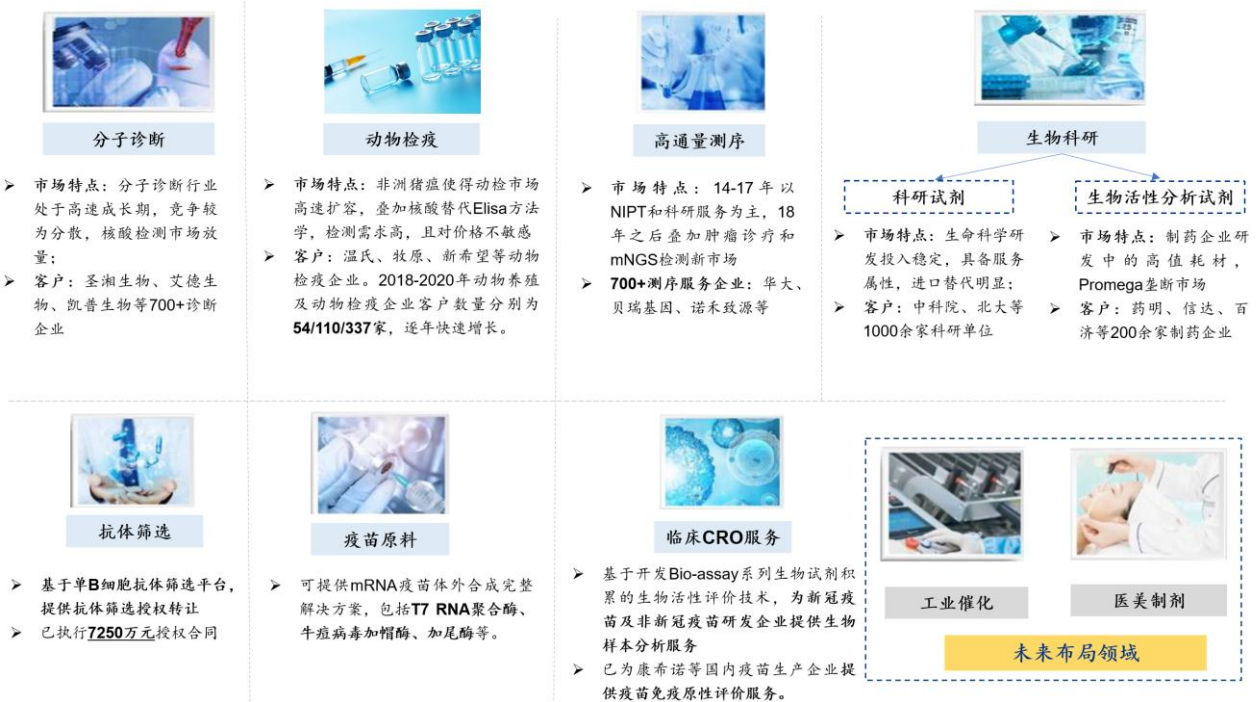 分子诊断
➢ 市场特点：分子诊断行业
处于高速成长期，竞争较
为分散，核酸检测市场放
量；
➢ 客户：圣湘生物、艾德生
物、凯普生物等700+诊断
企业
动物检疫
➢ 市场特点：非洲猪瘟使得动检市场
高速扩容，叠加核酸替代Elisa方法
学，检测需求高，且对价格不敏感
➢ 客户：温氏、牧原、新希望等动物
检疫企业。2018-2020年动物养殖
及动物检疫企业客户数量分别为
54/110/337家，逐年快速增长。
高通量测序
➢ 市场特点：14-17年以
NIPT和科研服务为主，18
年之后叠加肿瘤诊疗和
mNGS检测新市场
➢ 700+测序服务企业：华大、
贝瑞基因、诺禾致源等
生物科研
科研试剂
➢ 市场特点：生命科学研
发投入稳定，具备服务
属性，进口替代明显；
➢ 客户：中科院、北大等
1000余家科研单位
生物活性分析试剂
➢ 市场特点：制药企业研
发中的高值耗材，
Promega垄断市场
➢ 客户：药明、信达、百
济等200余家制药企业
抗体筛选
➢ 基于单B细胞抗体筛选平台，
提供抗体筛选授权转让
➢ 已执行7250万元授权合同
疫苗原料
➢ 可提供mRNA疫苗体外合成完整
解决方案，包括T7 RNA聚合酶、
牛痘病毒加帽酶、加尾酶等。
临床CRO服务
➢ 基于开发Bio-assay系列生物试剂积
累的生物活性评价技术，为新冠疫
苗及非新冠疫苗研发企业提供生物
样本分析服务
➢ 已为康希诺等国内疫苗生产企业提
供疫苗免疫原性评价服务。
工业催化
医美制剂
未来布局领域